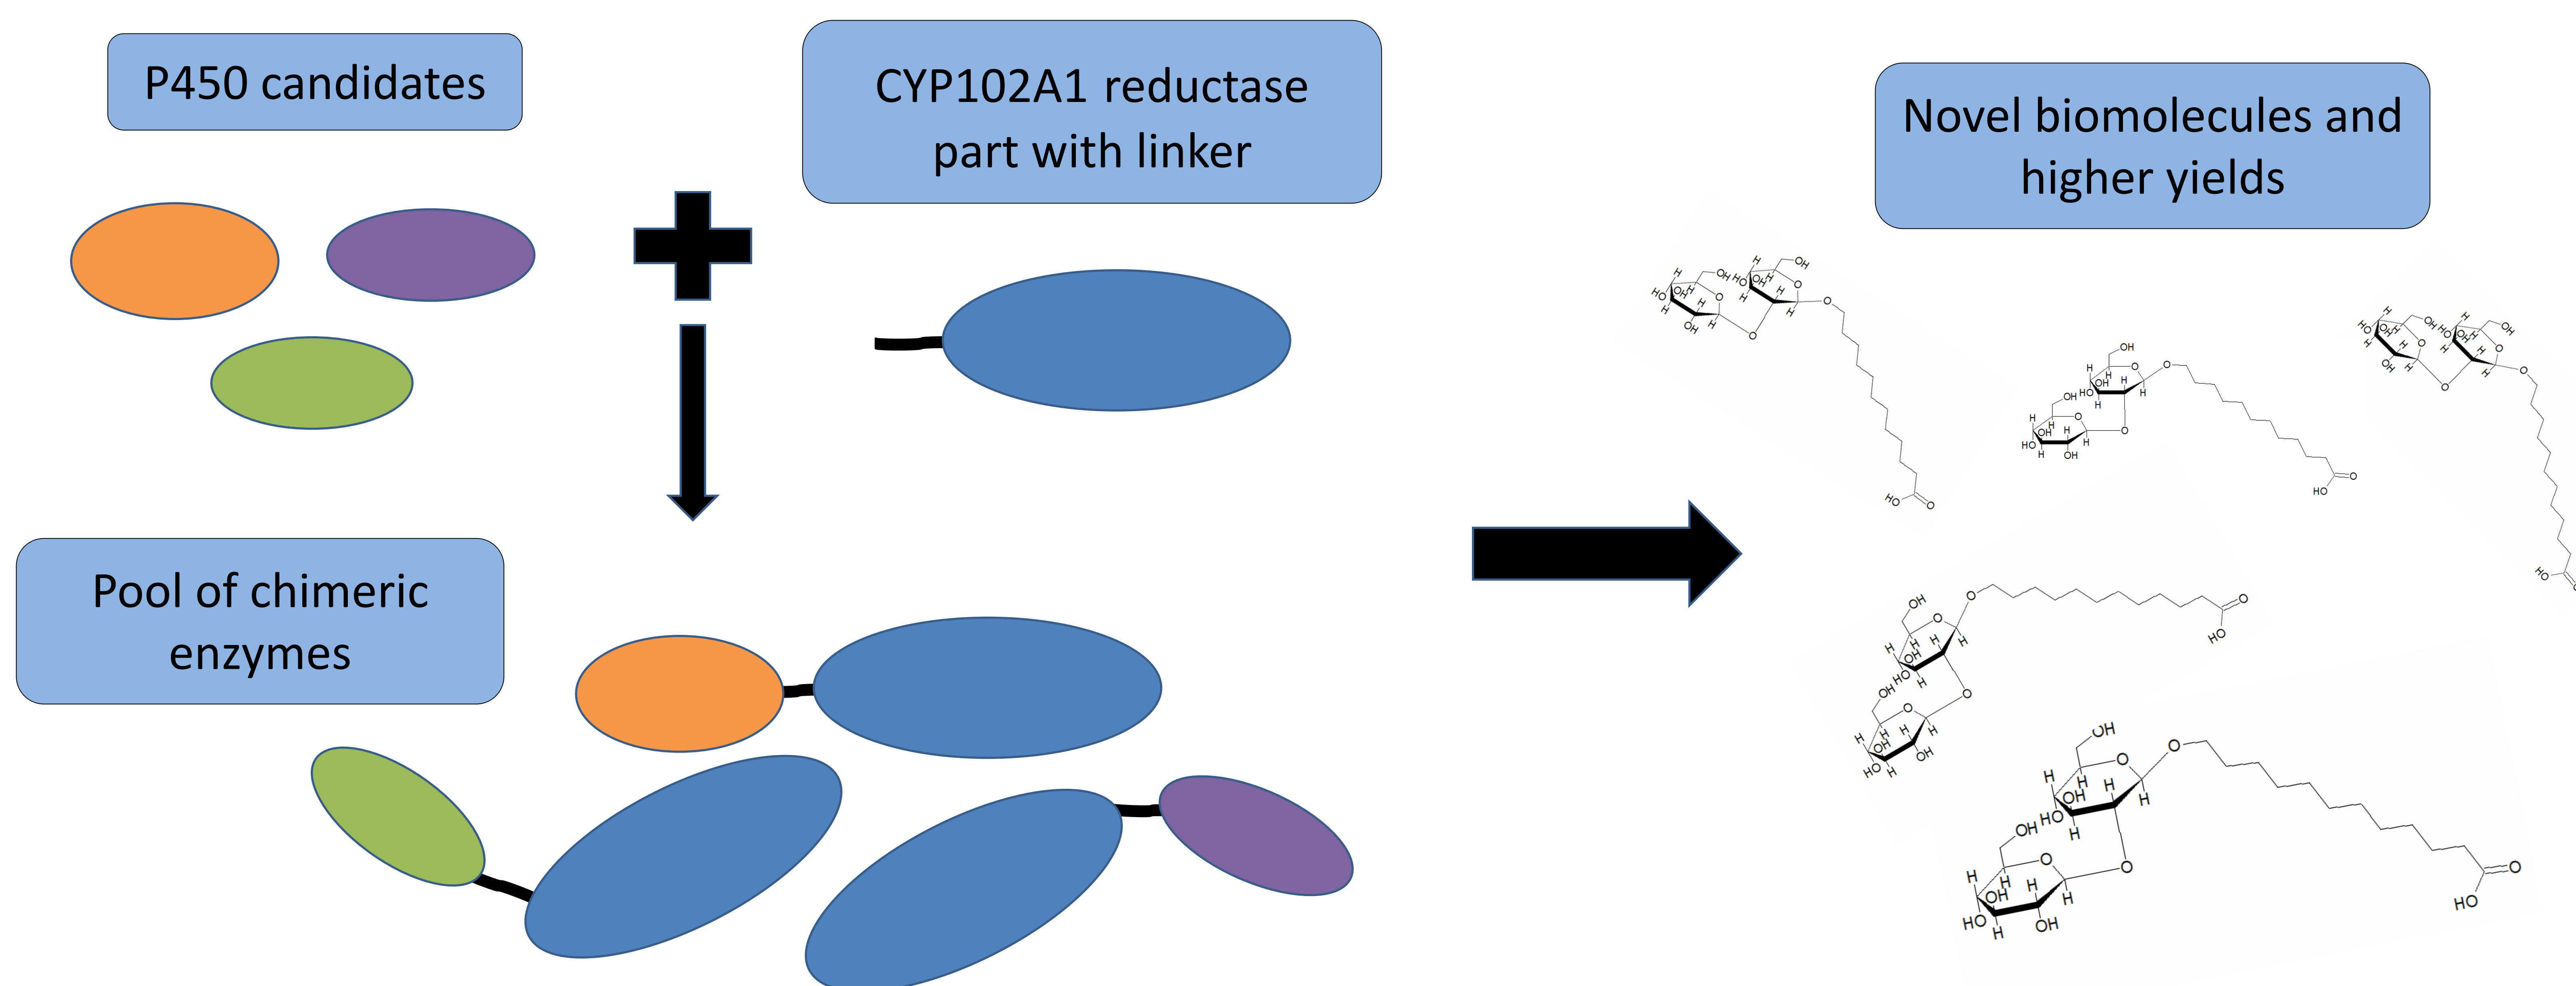 P450 candidates
CYP102A1 reductase
part with linker
Novel biomolecules and
higher yields
Pool of chimeric
enzymes